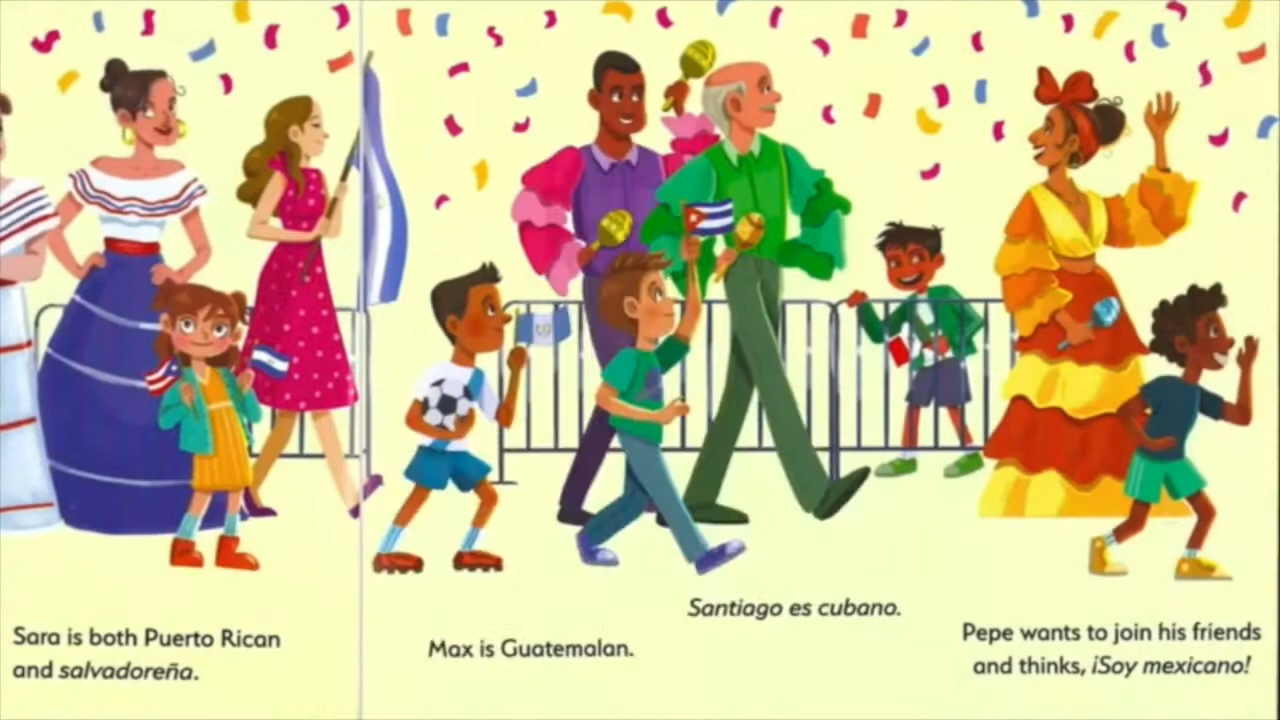 Sara is both Puerto Rican
and salvadoreña.
Max is Guatemalan.
Santiago es cubano.
Pepe wants to join his friends
and thinks, ¡Soy mexicano!